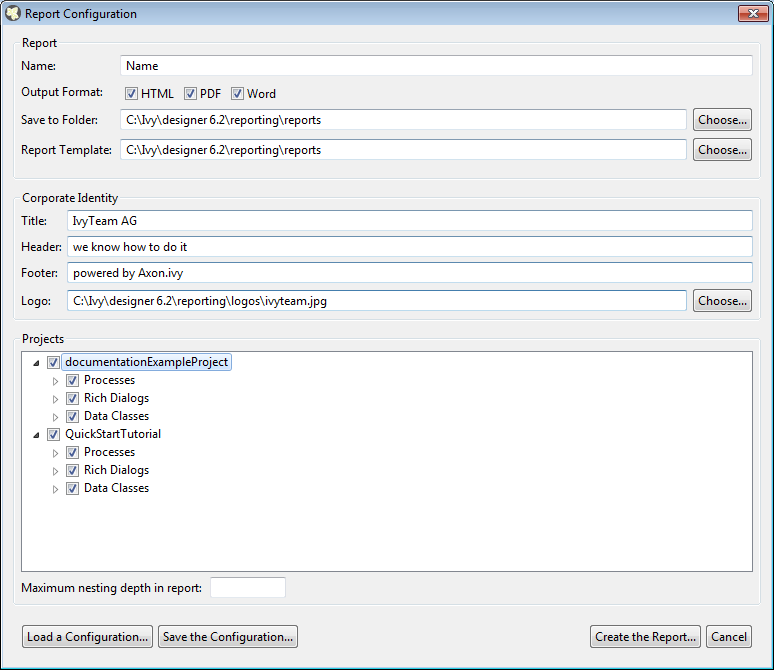 Report Configuration
Report
Name: Name
Output Format: HTML PDF Word
Save to Folder: C:\Ivy\designer 6.2\reporting\reports Choose...
Report Template: C:\Ivy\designer 6.2\reporting\reports Choose...
Corporate Identity
Title: IvyTeam AG
Header: we know how to do it
Footer: powered by Axon.ivy
Logo: C:\Ivy\designer 6.2\reporting\logos\ivyteam.jpg Choose...
Projects
documentationExampleProject
Processes
Rich Dialogs
Data Classes
QuickStartTutorial
Processes
Rich Dialogs
Data Classes
Maximum nesting depth in report:
Load a Configuration... Save the Configuration... Create the Report... Cancel